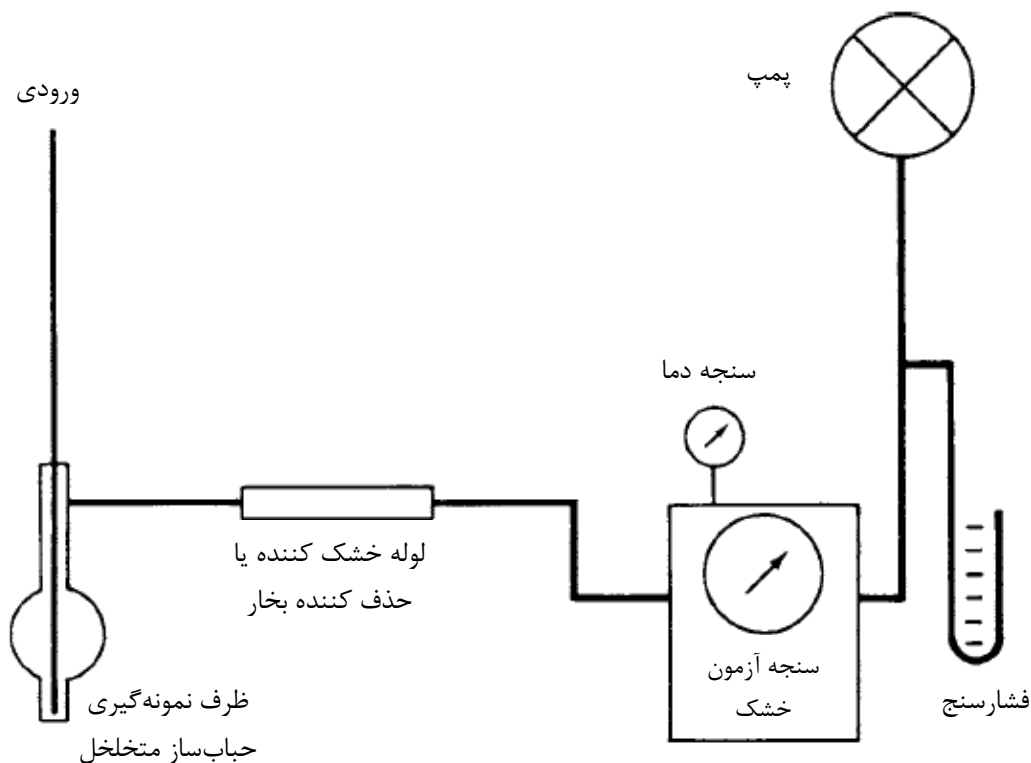 پمپ
ورودی
سنجه دما
لوله خشک کننده یا
حذف کننده بخار
سنجه آزمون
خشک
فشارسنج
ظرف نمونه‌گیری
حباب‌ساز متخلخل